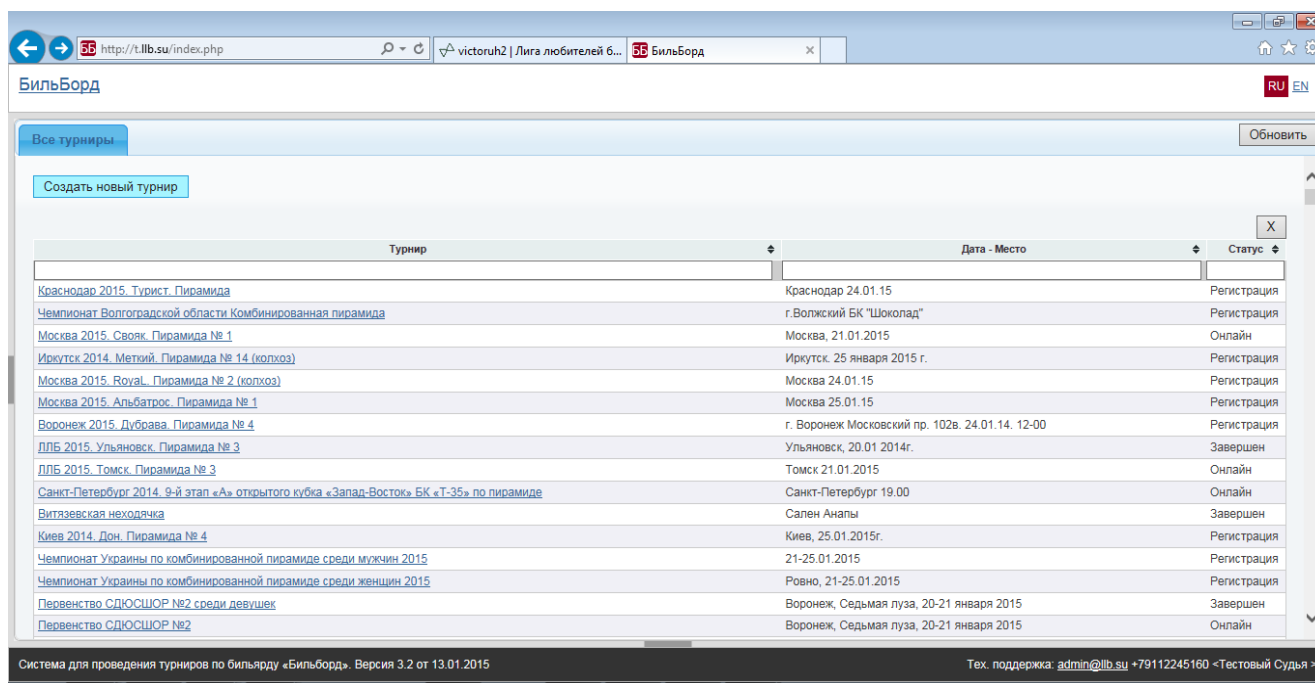 http://t.llb.su/index.php
victoruh2 | Лига любителей б...
ББ БильБорд
БильБорд
RU EN
Все турниры
Обновить
Создать новый турнир
X
Турнир Дата - Место Статус
Краснодар 2015. Турист. Пирамида Краснодар 24.01.15 Регистрация
Чемпионат Волгоградской области Комбинированная пирамида г.Волжский БК "Шоколад" Регистрация
Москва 2015. Свояк. Пирамида № 1 Москва, 21.01.2015 Онлайн
Иркутск 2014. Меткий. Пирамида № 14 (колхоз) Иркутск. 25 января 2015 г. Регистрация
Москва 2015. RoyaL. Пирамида № 2 (колхоз) Москва 24.01.15 Регистрация
Москва 2015. Альбатрос. Пирамида № 1 Москва 25.01.15 Регистрация
Воронеж 2015. Дубрава. Пирамида № 4 г. Воронеж Московский пр. 102в. 24.01.14. 12-00 Регистрация
ЛЛБ 2015. Ульяновск. Пирамида № 3 Ульяновск, 20.01 2014г. Завершен
ЛЛБ 2015. Томск. Пирамида № 3 Томск 21.01.2015 Онлайн
Санкт-Петербург 2014. 9-й этап «А» открытого кубка «Запад-Восток» БК «Т-35» по пирамиде Санкт-Петербург 19.00 Онлайн
Витязевская неходячка Сален Анапы Завершен
Киев 2014. Дон. Пирамида № 4 Киев, 25.01.2015г. Регистрация
Чемпионат Украины по комбинированной пирамиде среди мужчин 2015 21-25.01.2015 Регистрация
Чемпионат Украины по комбинированной пирамиде среди женщин 2015 Ровно, 21-25.01.2015 Регистрация
Первенство СДЮСШОР №2 среди девушек Воронеж, Седьмая луза, 20-21 января 2015 Завершен
Первенство СДЮСШОР №2 Воронеж, Седьмая луза, 20-21 января 2015 Онлайн
Система для проведения турниров по бильярду «Бильборд». Версия 3.2 от 13.01.2015 Тех. поддержка: admin@llb.su +79112245160 <Тестовый Судья >